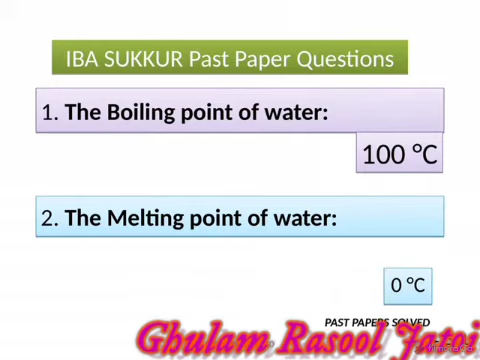 IBA SUKKUR Past Paper Questions
1. The Boiling point of water:
100 °C
2. The Melting point of water:
0 °C
PAST PAPERS SOLVED
Ghulam Rasool Jatoi